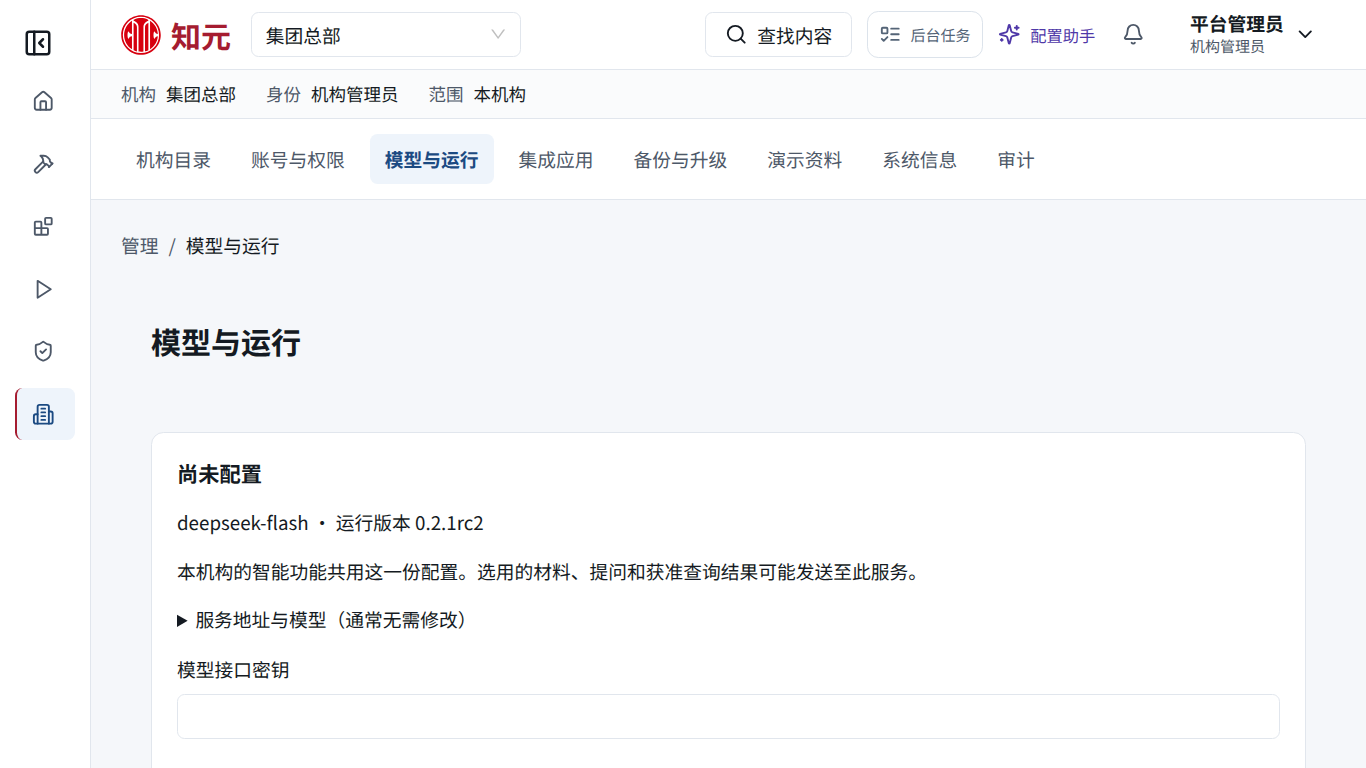 知元
集团总部
查找内容
后台任务
配置助手
平台管理员
机构管理员
机构 集团总部 身份 机构管理员 范围 本机构
机构目录 账号与权限 模型与运行 集成应用 备份与升级 演示资料 系统信息 审计
管理 / 模型与运行
模型与运行
尚未配置
deepseek-flash · 运行版本 0.2.1rc2
本机构的智能功能共用这一份配置。选用的材料、提问和获准查询结果可能发送至此服务。
▶ 服务地址与模型（通常无需修改）
模型接口密钥